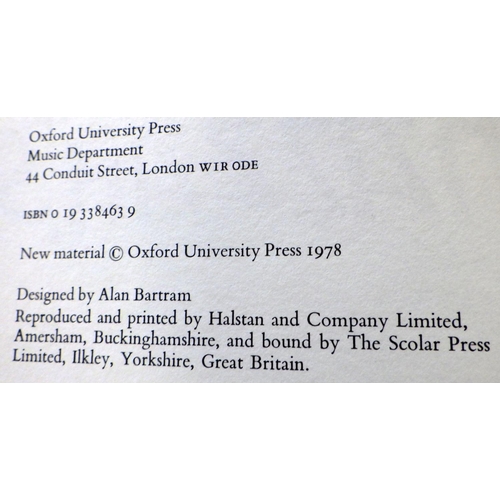 Oxford University Press
Music Department
44 Conduit Street, London W1R 0DE
ISBN 0 19 338463 9
New material © Oxford University Press 1978
Designed by Alan Bartram
Reproduced and printed by Halstan and Company Limited,
Amersham, Buckinghamshire, and bound by The Scolar Press
Limited, Ilkley, Yorkshire, Great Britain.